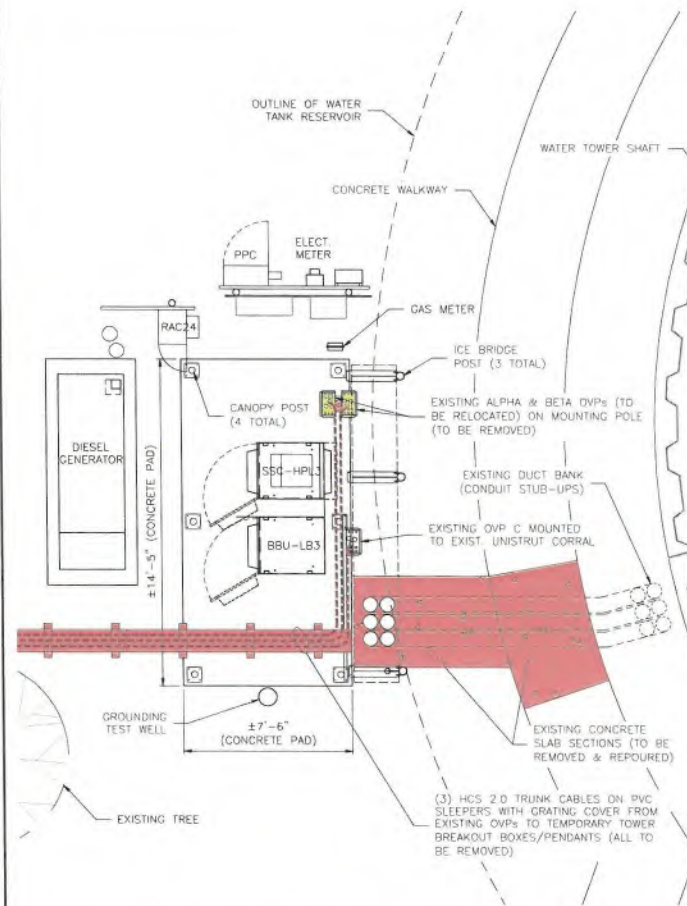 OUTLINE OF WATER
TANK RESERVOIR
WATER TOWER SHAFT
CONCRETE WALKWAY
PPC
ELECT.
METER
GAS METER
RAC24
ICE BRIDGE
POST (3 TOTAL)
CANOPY POST
(4 TOTAL)
EXISTING ALPHA & BETA OVPs (TO
BE RELOCATED) ON MOUNTING POLE
(TO BE REMOVED)
DIESEL
GENERATOR
±14'-5" (CONCRETE PAD)
SSC-HPL3
EXISTING DUCT BANK
(CONDUIT STUB-UPS)
BBU-LB3
EXISTING OVP C MOUNTED
TO EXIST. UNISTRUT CORRAL
GROUNDING
TEST WELL
±7'-6"
(CONCRETE PAD)
EXISTING CONCRETE
SLAB SECTIONS (TO BE
REMOVED & REPOURED)
EXISTING TREE
(3) HCS 2.0 TRUNK CABLES ON PVC
SLEEPERS WITH GRATING COVER FROM
EXISTING OVPs TO TEMPORARY TOWER
BREAKOUT BOXES/PENDANTS (ALL TO
BE REMOVED)